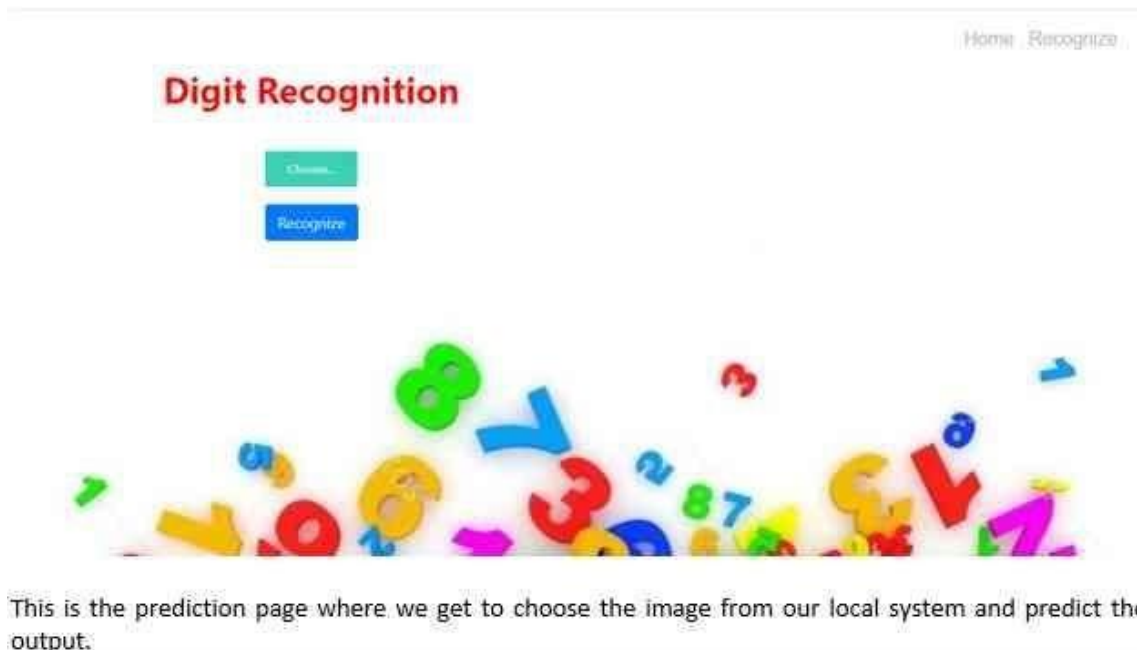 Home Recognize
Digit Recognition
Choose...
Recognize
This is the prediction page where we get to choose the image from our local system and predict the
output.